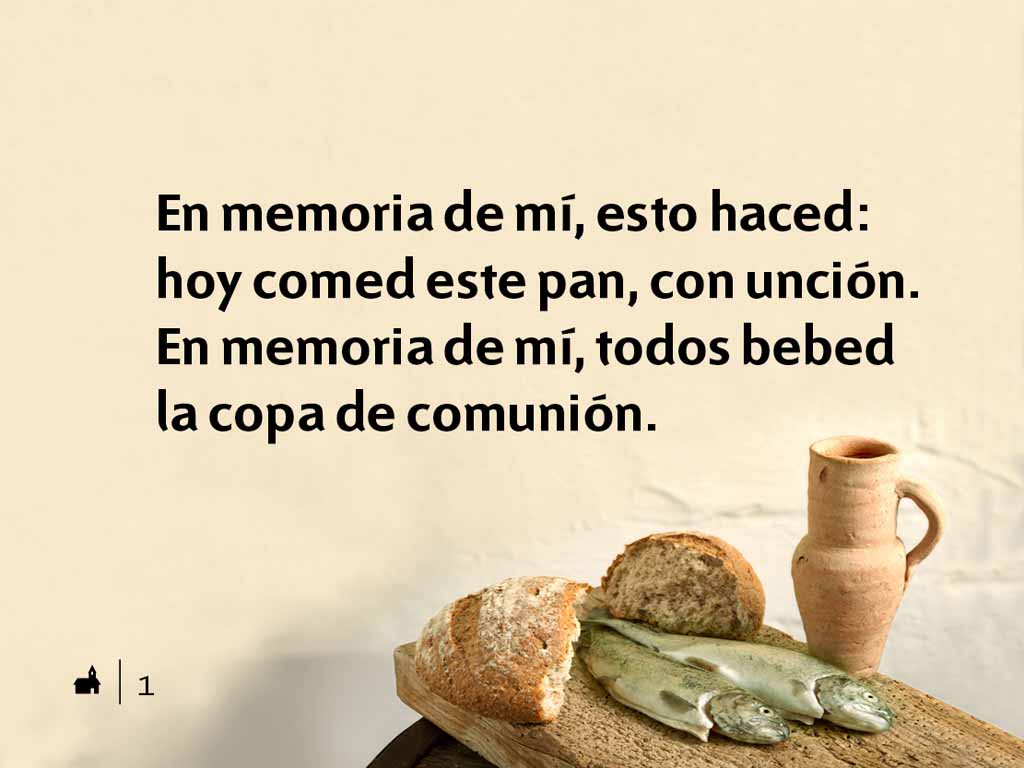 En memoria de mí, esto haced:
hoy comed este pan, con unción.
En memoria de mí, todos bebed
la copa de comunión.
1